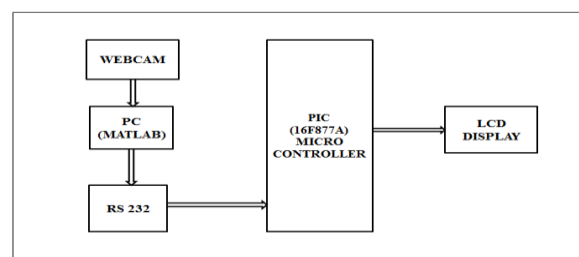 WEBCAM
PC
(MATLAB)
RS 232
PIC
(16F877A)
MICRO
CONTROLLER
LCD
DISPLAY